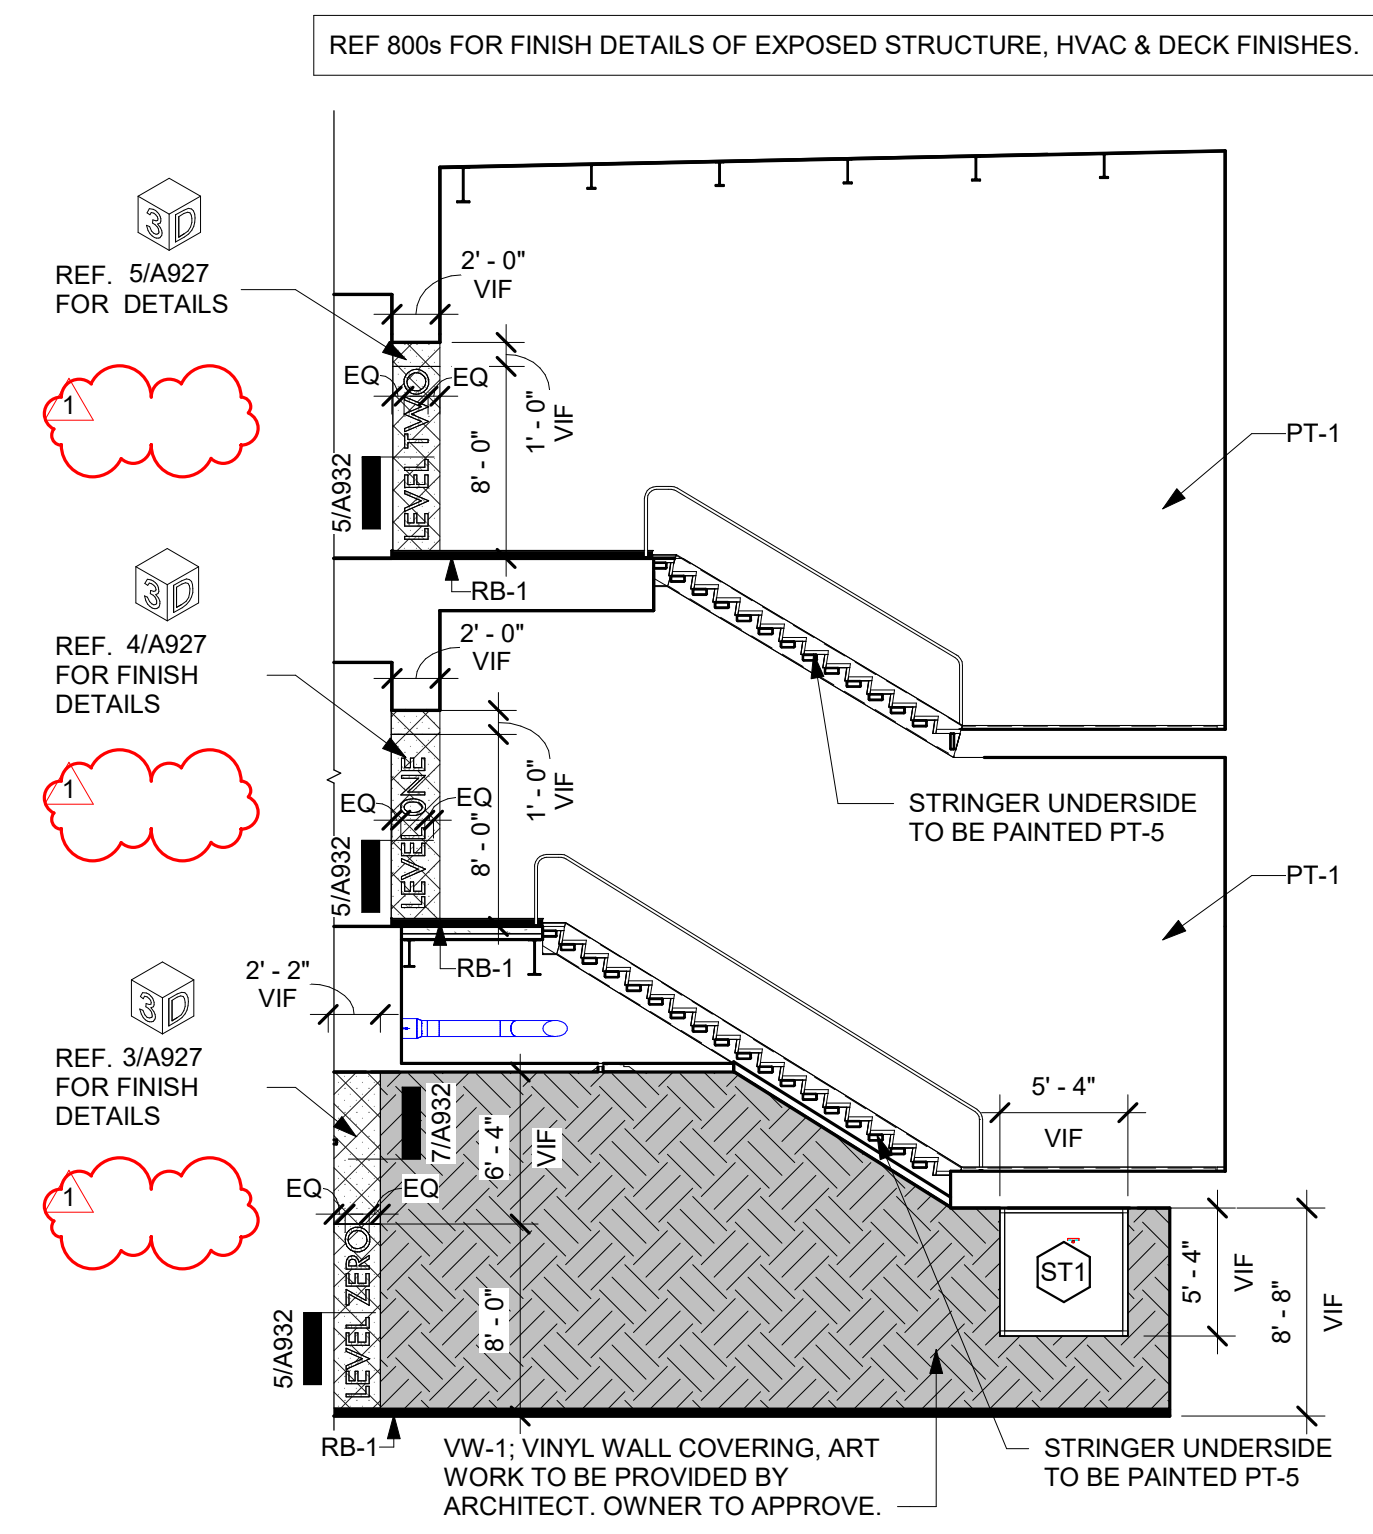 REF 800s FOR FINISH DETAILS OF EXPOSED STRUCTURE, HVAC & DECK FINISHES.
3D
REF. 5/A927
FOR DETAILS
2' - 0"
VIF
EQ
EQ
1' - 0"
VIF
8' - 0"
LEVEL TWO
5/A932
1
PT-1
RB-1
3D
REF. 4/A927
FOR FINISH
DETAILS
2' - 0"
VIF
EQ
EQ
1' - 0"
VIF
8' - 0"
LEVEL ONE
5/A932
1
STRINGER UNDERSIDE
TO BE PAINTED PT-5
PT-1
RB-1
2' - 2"
VIF
3D
REF. 3/A927
FOR FINISH
DETAILS
7/A932
6' - 4"
VIF
5' - 4"
VIF
EQ
EQ
1
LEVEL ZERO
5/A932
8' - 0"
ST1
5' - 4"
VIF
8' - 8"
VIF
RB-1
VW-1; VINYL WALL COVERING, ART
WORK TO BE PROVIDED BY
ARCHITECT. OWNER TO APPROVE.
STRINGER UNDERSIDE
TO BE PAINTED PT-5